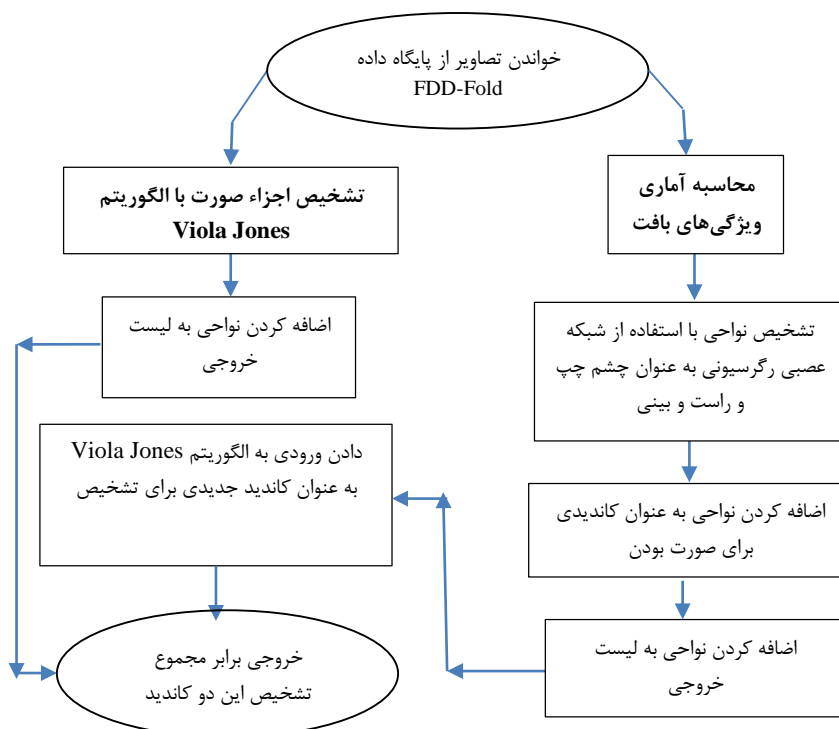 خواندن تصاویر از پایگاه داده
FDD-Fold
تشخیص اجزاء صورت با الگوریتم
Viola Jones
محاسبه آماری
ویژگی‌های بافت
اضافه کردن نواحی به لیست
خروجی
تشخیص نواحی با استفاده از شبکه
عصبی رگرسیونی به عنوان چشم چپ
و راست و بینی
دادن ورودی به الگوریتم Viola Jones
به عنوان کاندید جدیدی برای تشخیص
اضافه کردن نواحی به عنوان کاندیدی
برای صورت بودن
اضافه کردن نواحی به لیست
خروجی
خروجی برابر مجموع
تشخیص این دو کاندید